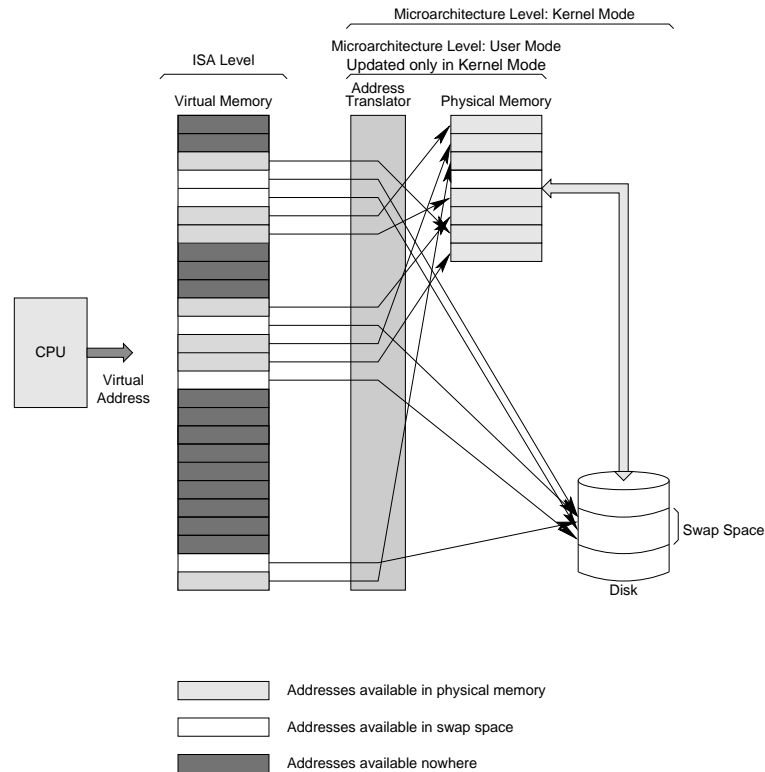 Microarchitecture Level: Kernel Mode
Microarchitecture Level: User Mode
Updated only in Kernel Mode
ISA Level
Address
Translator
Virtual Memory
Physical Memory
CPU
Virtual
Address
Swap Space
Disk
Addresses available in physical memory
Addresses available in swap space
Addresses available nowhere